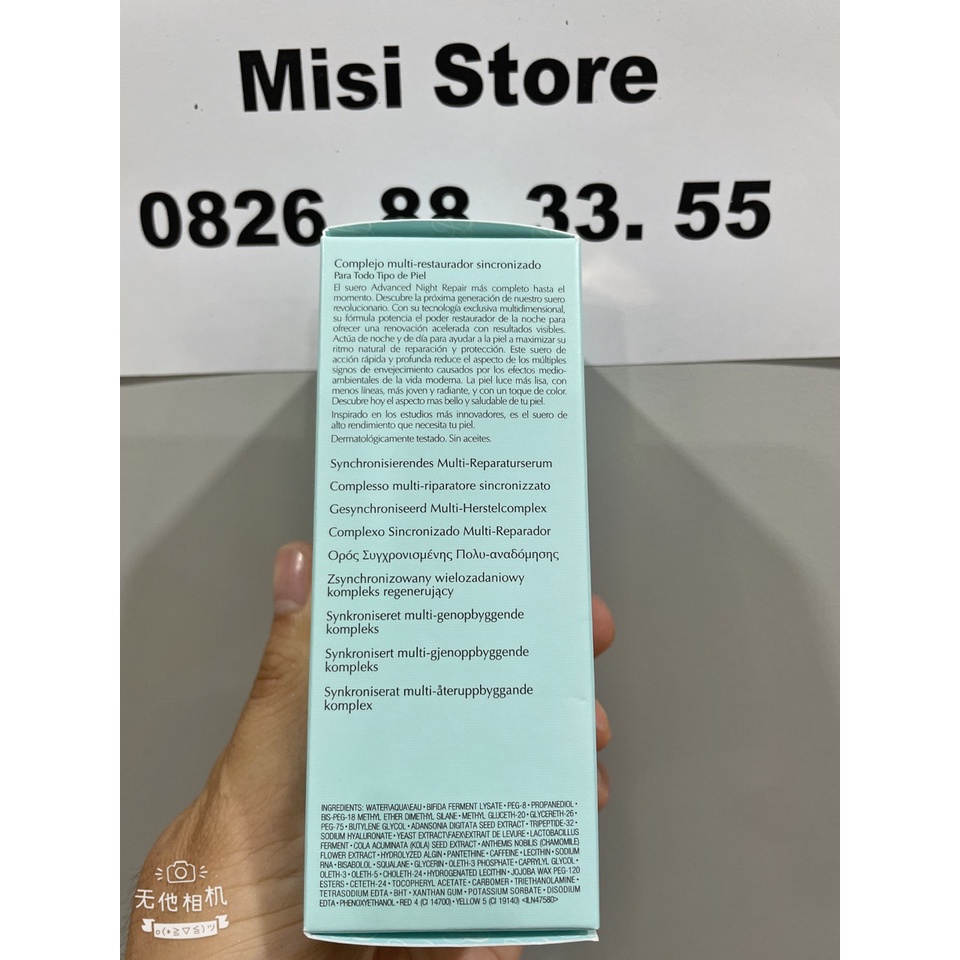 Misi Store
0826. 88. 33. 55
Complejo multi-restaurador sincronizado
Para Todo Tipo de Piel
El suero Advanced Night Repair más completo hasta el
momento. Descubre la próxima generación de nuestro suero
revolucionario. Con su tecnología exclusiva multidimensional,
su fórmula potencia el poder restaurador de la noche para
ofrecer una renovación acelerada con resultados visibles.
Actúa de noche y de día para ayudar a la piel a maximizar su
ritmo natural de reparación y protección. Este suero de
acción rápida y profunda reduce el aspecto de los múltiples
signos de envejecimiento causados por los efectos medio-
ambientales de la vida moderna. La piel luce más lisa, con
menos líneas, más joven y radiante, y con un toque de color.
Descubre hoy el aspecto mas bello y saludable de tu piel.
Inspirado en los estudios más innovadores, es el suero de
alto rendimiento que necesita tu piel.
Dermatológicamente testado. Sin aceites.
Synchronisierendes Multi-Reparaturserum
Complesso multi-riparatore sincronizzato
Gesynchroniseerd Multi-Herstelcomplex
Complexo Sincronizado Multi-Reparador
Ορός Συγχρονισμένης Πολυ-αναδόμησης
Zsynchronizowany wielozadaniowy
kompleks regenerujący
Synkroniseret multi-genopbyggende
kompleks
Synkronisert multi-gjenoppbyggende
kompleks
Synkroniserat multi-återuppbyggande
komplex
INGREDIENTS: WATER\AQUA\EAU • BIFIDA FERMENT LYSATE • PEG-8 • PROPANEDIOL •
BIS-PEG-18 METHYL ETHER DIMETHYL SILANE • METHYL GLUCETH-20 • GLYCERETH-26 •
PEG-75 • BUTYLENE GLYCOL • ADANSONIA DIGITATA SEED EXTRACT • TRIPEPTIDE-32 •
SODIUM HYALURONATE • YEAST EXTRACT\FAEX\EXTRAIT DE LEVURE • LACTOBACILLUS
FERMENT • COLA ACUMINATA (KOLA) SEED EXTRACT • ANTHEMIS NOBILIS (CHAMOMILE)
FLOWER EXTRACT • HYDROLYZED ALGIN • PANTETHINE • CAFFEINE • LECITHIN • SODIUM
RNA • BISABOLOL • SQUALANE • GLYCERIN • OLETH-3 PHOSPHATE • CAPRYLYL GLYCOL •
OLETH-3 • OLETH-5 • CHOLETH-24 • HYDROGENATED LECITHIN • JOJOBA WAX PEG-120
ESTERS • CETETH-24 • TOCOPHERYL ACETATE • CARBOMER • TRIETHANOLAMINE •
TETRASODIUM EDTA • BHT • XANTHAN GUM • POTASSIUM SORBATE • DISODIUM
EDTA • PHENOXYETHANOL • RED 4 (CI 14700) • YELLOW 5 (CI 19140) <ILN47580>
无他相机
o(*≧▽≦)ツ